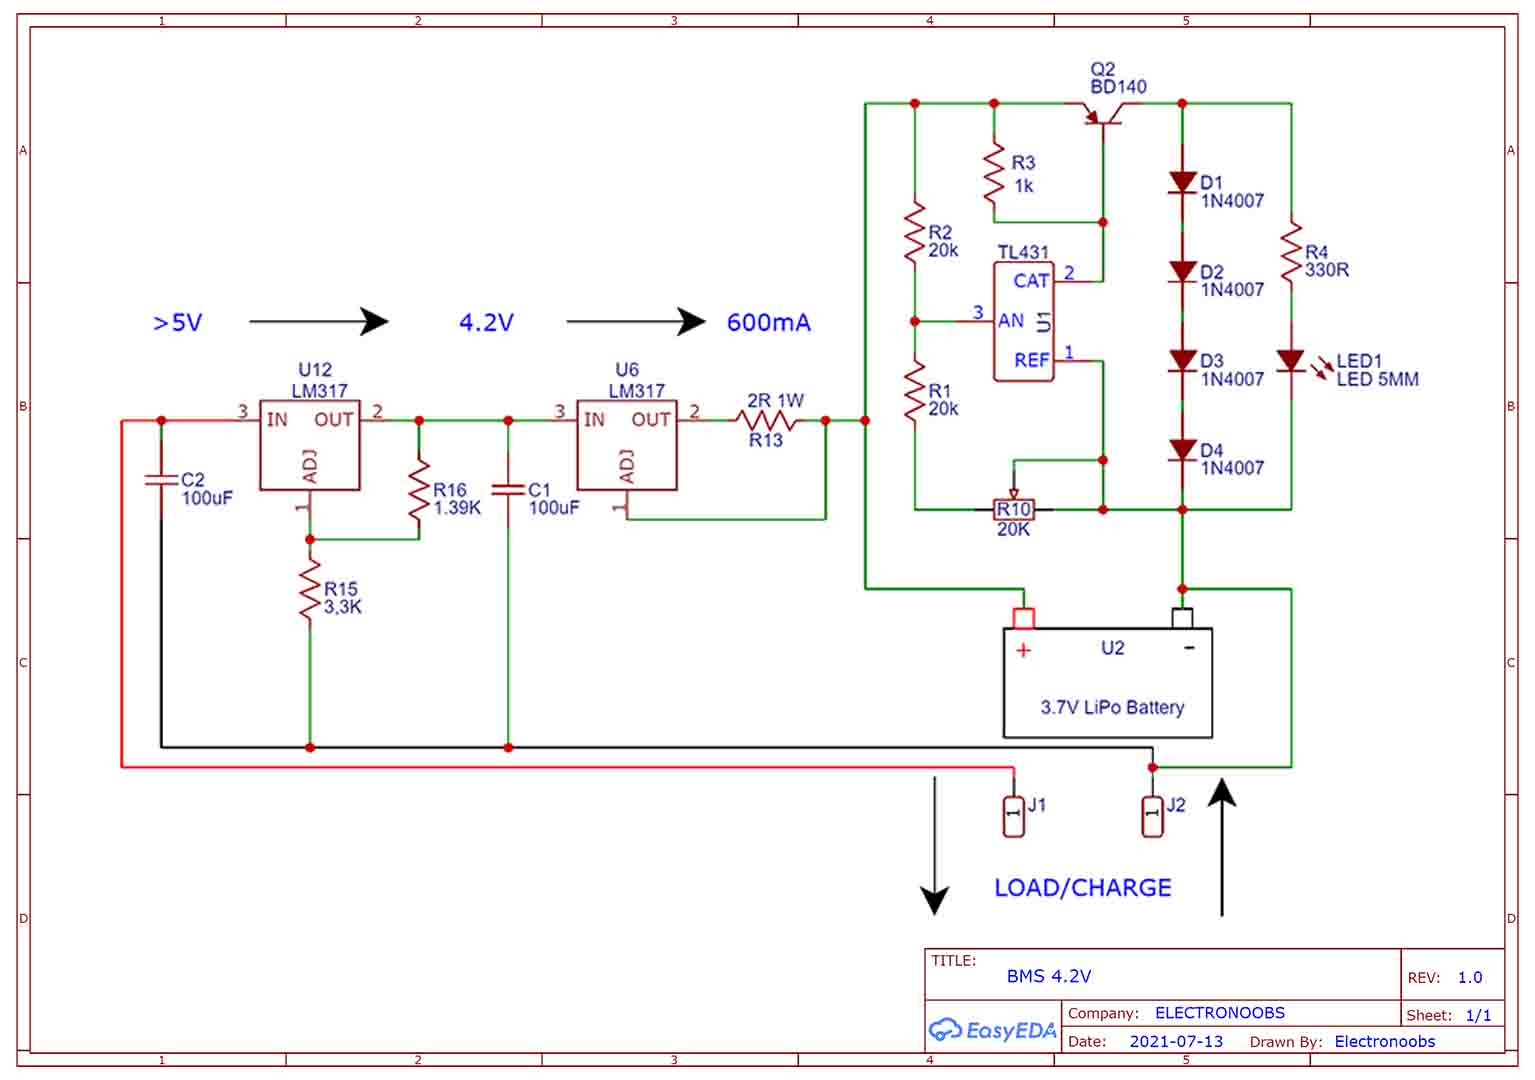 1 2 3 4 5
A A
B B
C C
D D
1 2 3 4 5
>5V
4.2V
600mA
U12
LM317
3 IN OUT 2
ADJ
1
C2
100uF
R16
1.39K
C1
100uF
R15
3,3K
U6
LM317
3 IN OUT 2
ADJ
1
2R 1W
R13
Q2
BD140
R3
1k
R2
20k
TL431
CAT 2
3 AN U1
REF 1
R1
20k
R10
20K
D1
1N4007
D2
1N4007
D3
1N4007
D4
1N4007
R4
330R
LED1
LED 5MM
+ U2 -
3.7V LiPo Battery
1 J1
1 J2
LOAD/CHARGE
TITLE:
BMS 4.2V
REV: 1.0
EasyEDA
Company: ELECTRONOOBS
Sheet: 1/1
Date: 2021-07-13 Drawn By: Electronoobs